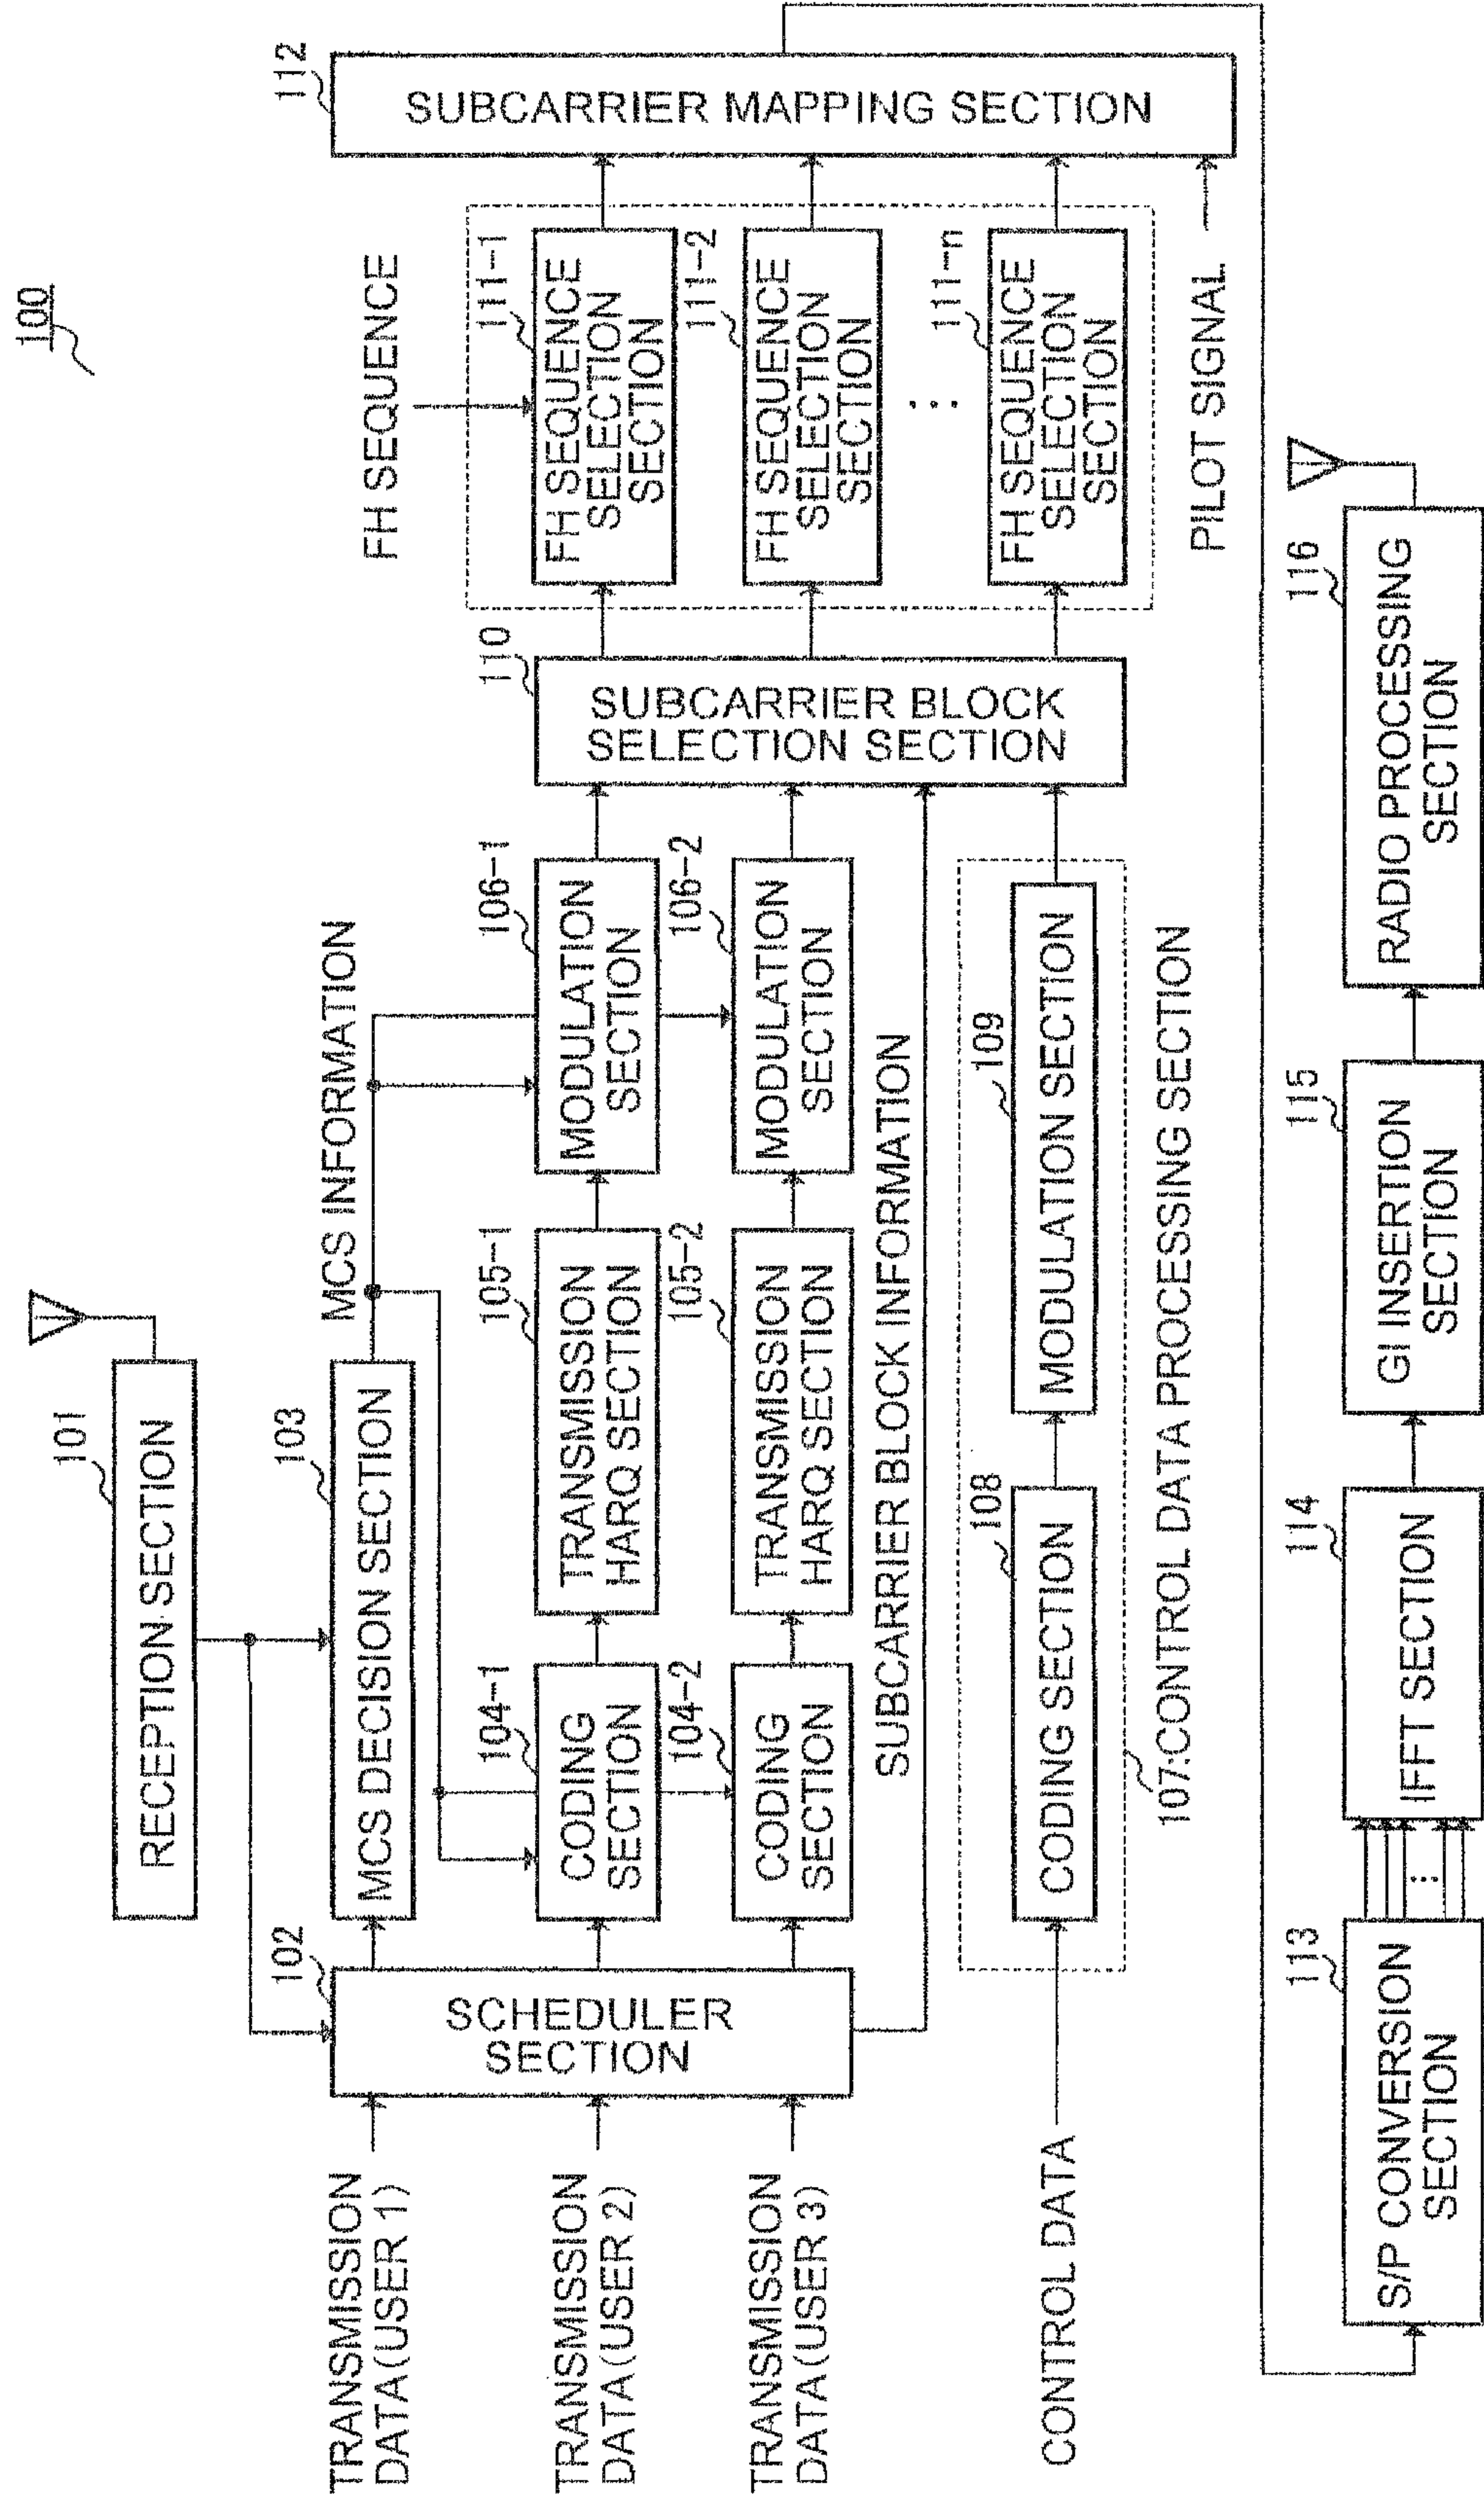 100
101
RECEPTION SECTION
102
SCHEDULER
SECTION
103
MCS DECISION SECTION
MCS INFORMATION
TRANSMISSION
DATA(USER 1)
TRANSMISSION
DATA(USER 2)
TRANSMISSION
DATA(USER 3)
104-1
CODING
SECTION
105-1
TRANSMISSION
HARQ SECTION
106-1
MODULATION
SECTION
104-2
CODING
SECTION
105-2
TRANSMISSION
HARQ SECTION
106-2
MODULATION
SECTION
SUBCARRIER BLOCK INFORMATION
CONTROL DATA
108
CODING SECTION
109
MODULATION SECTION
107:CONTROL DATA PROCESSING SECTION
110
SUBCARRIER BLOCK
SELECTION SECTION
FH SEQUENCE
111-1
FH SEQUENCE
SELECTION
SECTION
111-2
FH SEQUENCE
SELECTION
SECTION
...
111-n
FH SEQUENCE
SELECTION
SECTION
PILOT SIGNAL
112
SUBCARRIER MAPPING SECTION
113
S/P CONVERSION
SECTION
...
114
IFFT SECTION
115
GI INSERTION
SECTION
116
RADIO PROCESSING
SECTION